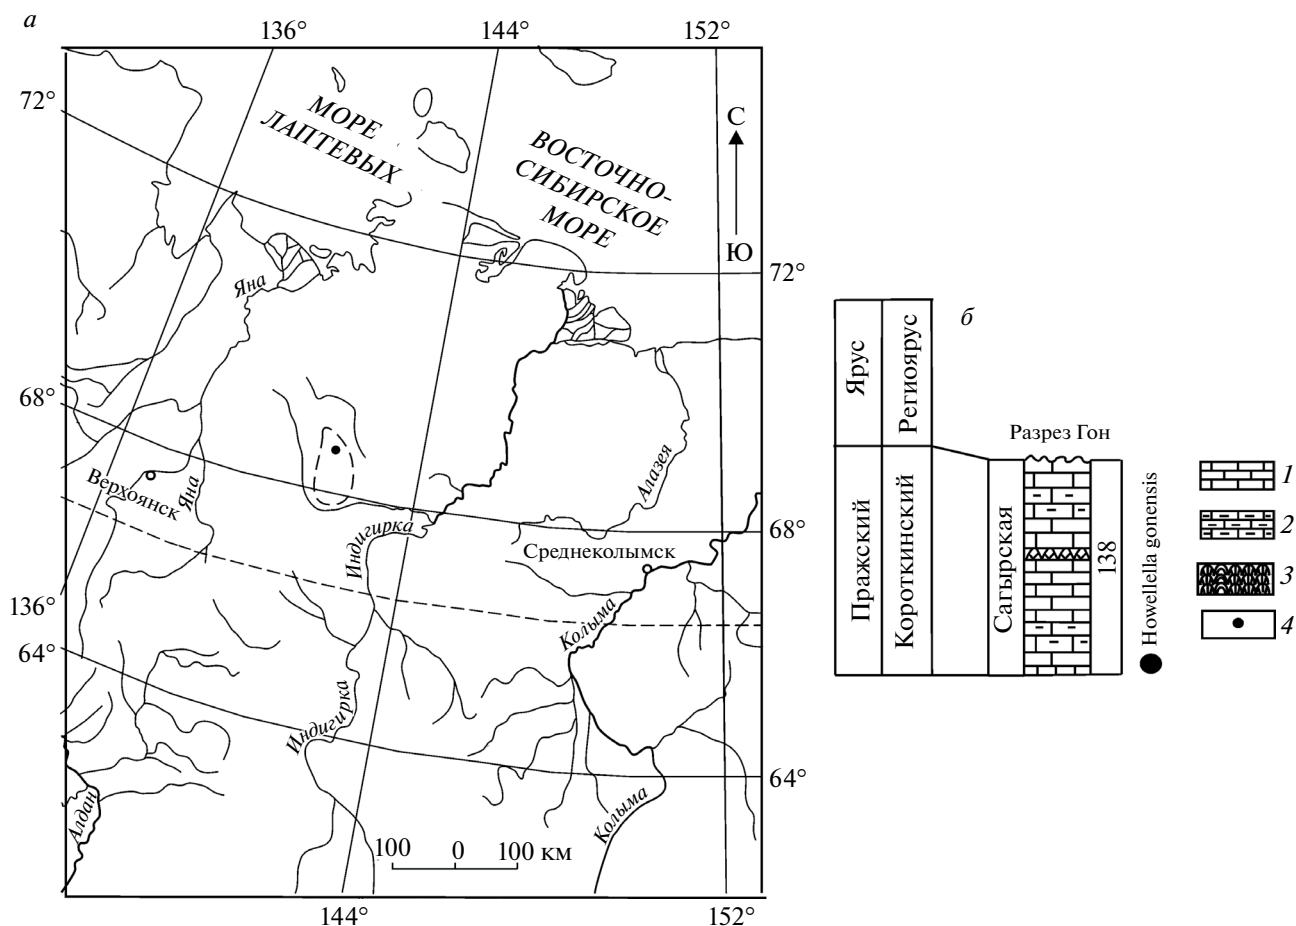 а
136°
144°
152°
72°
МОРЕ
ЛАПТЕВЫХ
ВОСТОЧНО-
СИБИРСКОЕ
МОРЕ
С
Ю
72°
Яна
68°
Верхоянск
Яна
Алазея
68°
Индигирка
Среднеколымск
136°
64°
Колыма
Индигирка
64°
Алдан
Колыма
100 0 100 км
144°
152°
б
Ярус
Региоярус
Разрез Гон
Пражский
Короткинский
Сагырская
138
Howellella gonensis
1
2
3
4